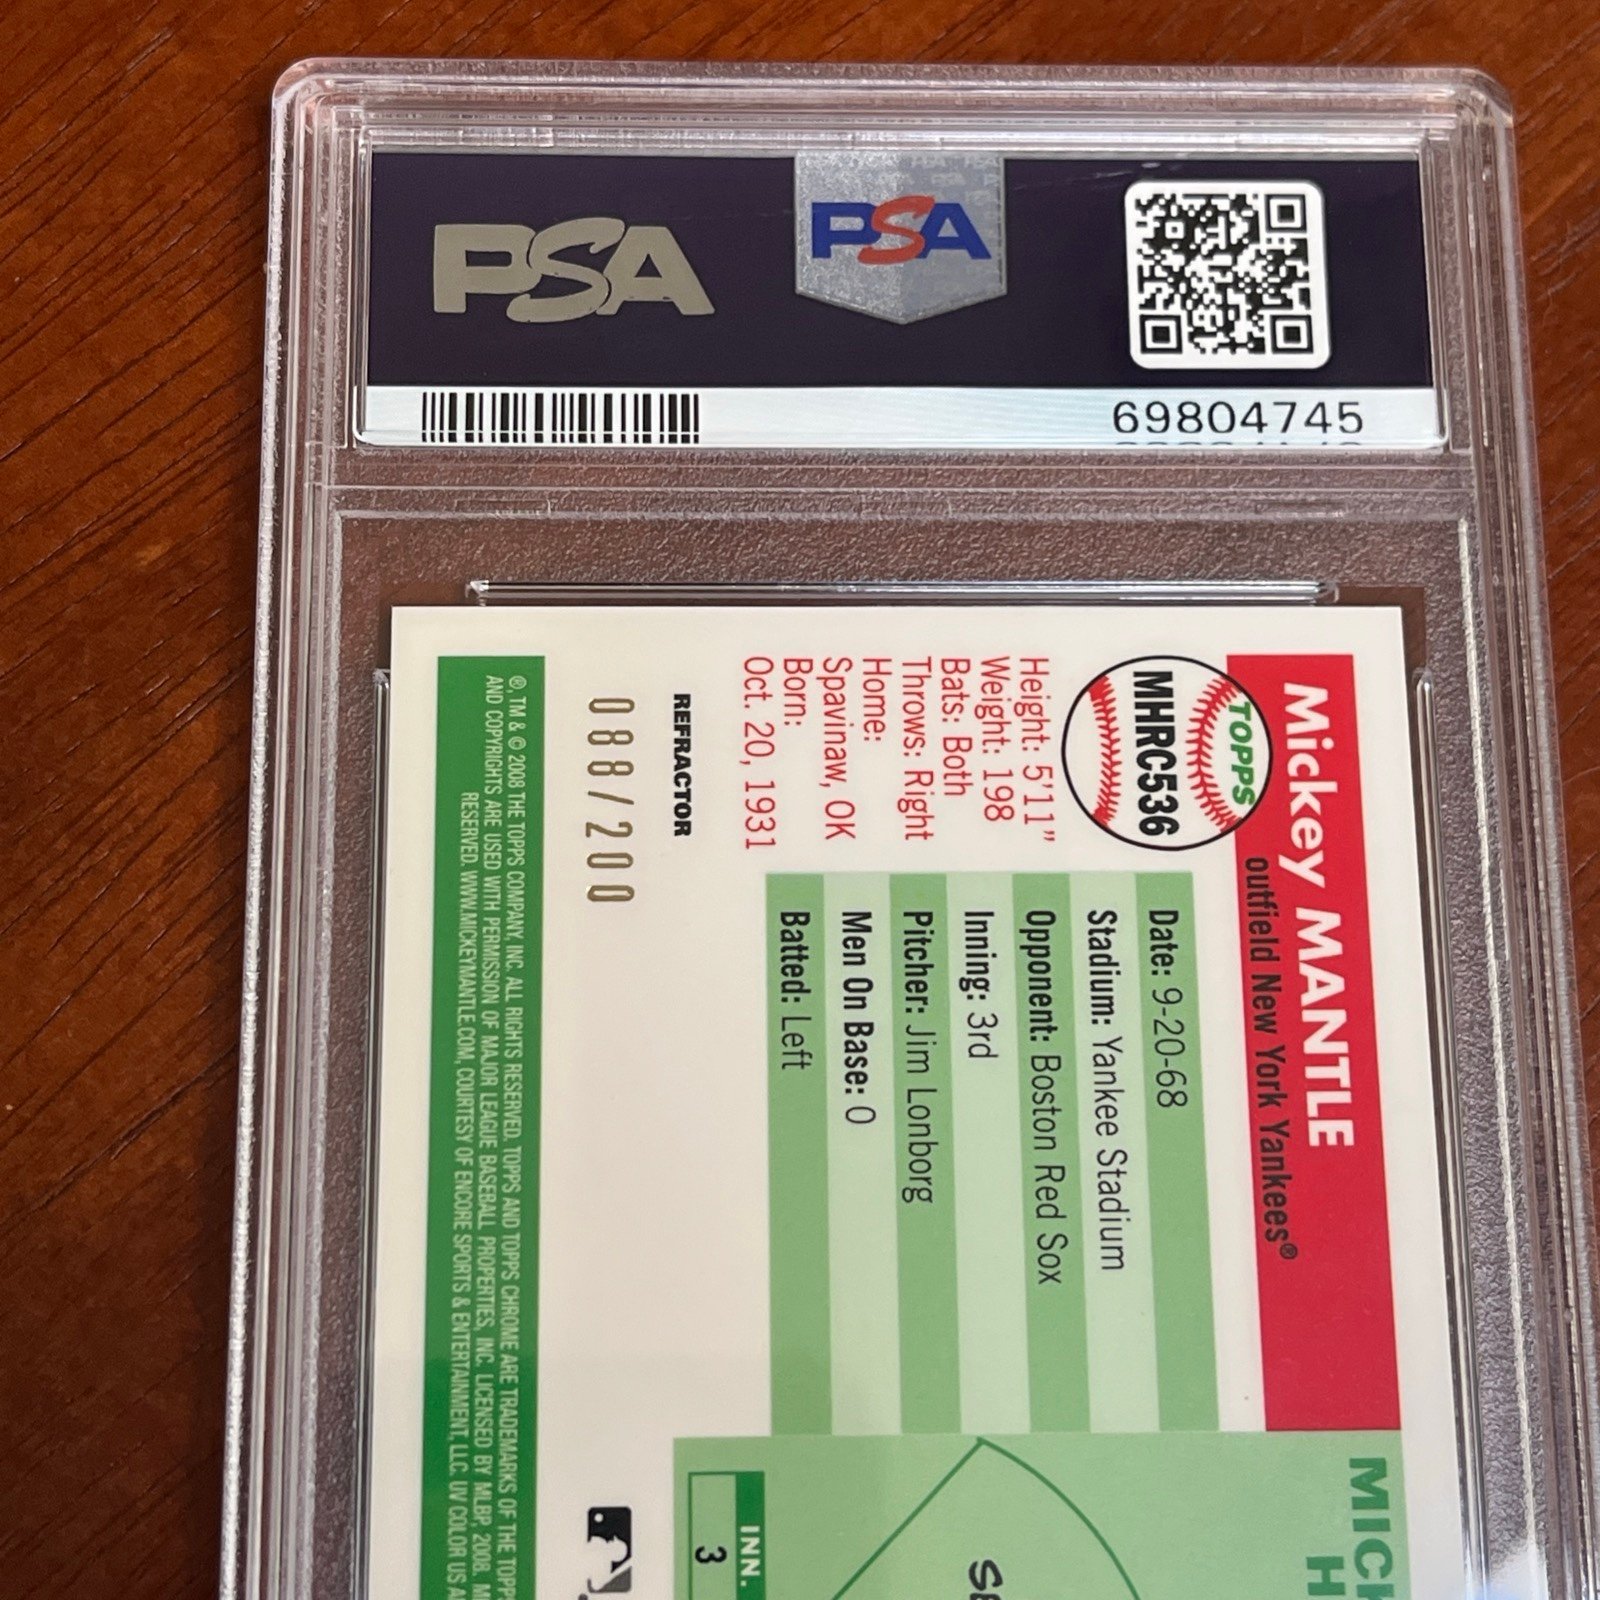 PSA
PSA
69804745
Mickey MANTLE
outfield New York Yankees®
TOPPS
MHRC536
Height: 5'11"
Weight: 198
Bats: Both
Throws: Right
Home:
Spavinaw, OK
Born:
Oct. 20, 1931
REFRACTOR
088/200
Date: 9-20-68
Stadium: Yankee Stadium
Opponent: Boston Red Sox
Inning: 3rd
Pitcher: Jim Lonborg
Men On Base: 0
Batted: Left
INN.
3
®, TM & © 2008 THE TOPPS COMPANY, INC. ALL RIGHTS RESERVED. TOPPS AND TOPPS CHROME ARE TRADEMARKS OF THE TOPPS
AND COPYRIGHTS ARE USED WITH PERMISSION OF MAJOR LEAGUE BASEBALL PROPERTIES, INC. LICENSED BY MLBP, 2008.
RESERVED. WWW.MICKEYMANTLE.COM, COURTESY OF ENCORE SPORTS & ENTERTAINMENT, LLC. UV COLOR US